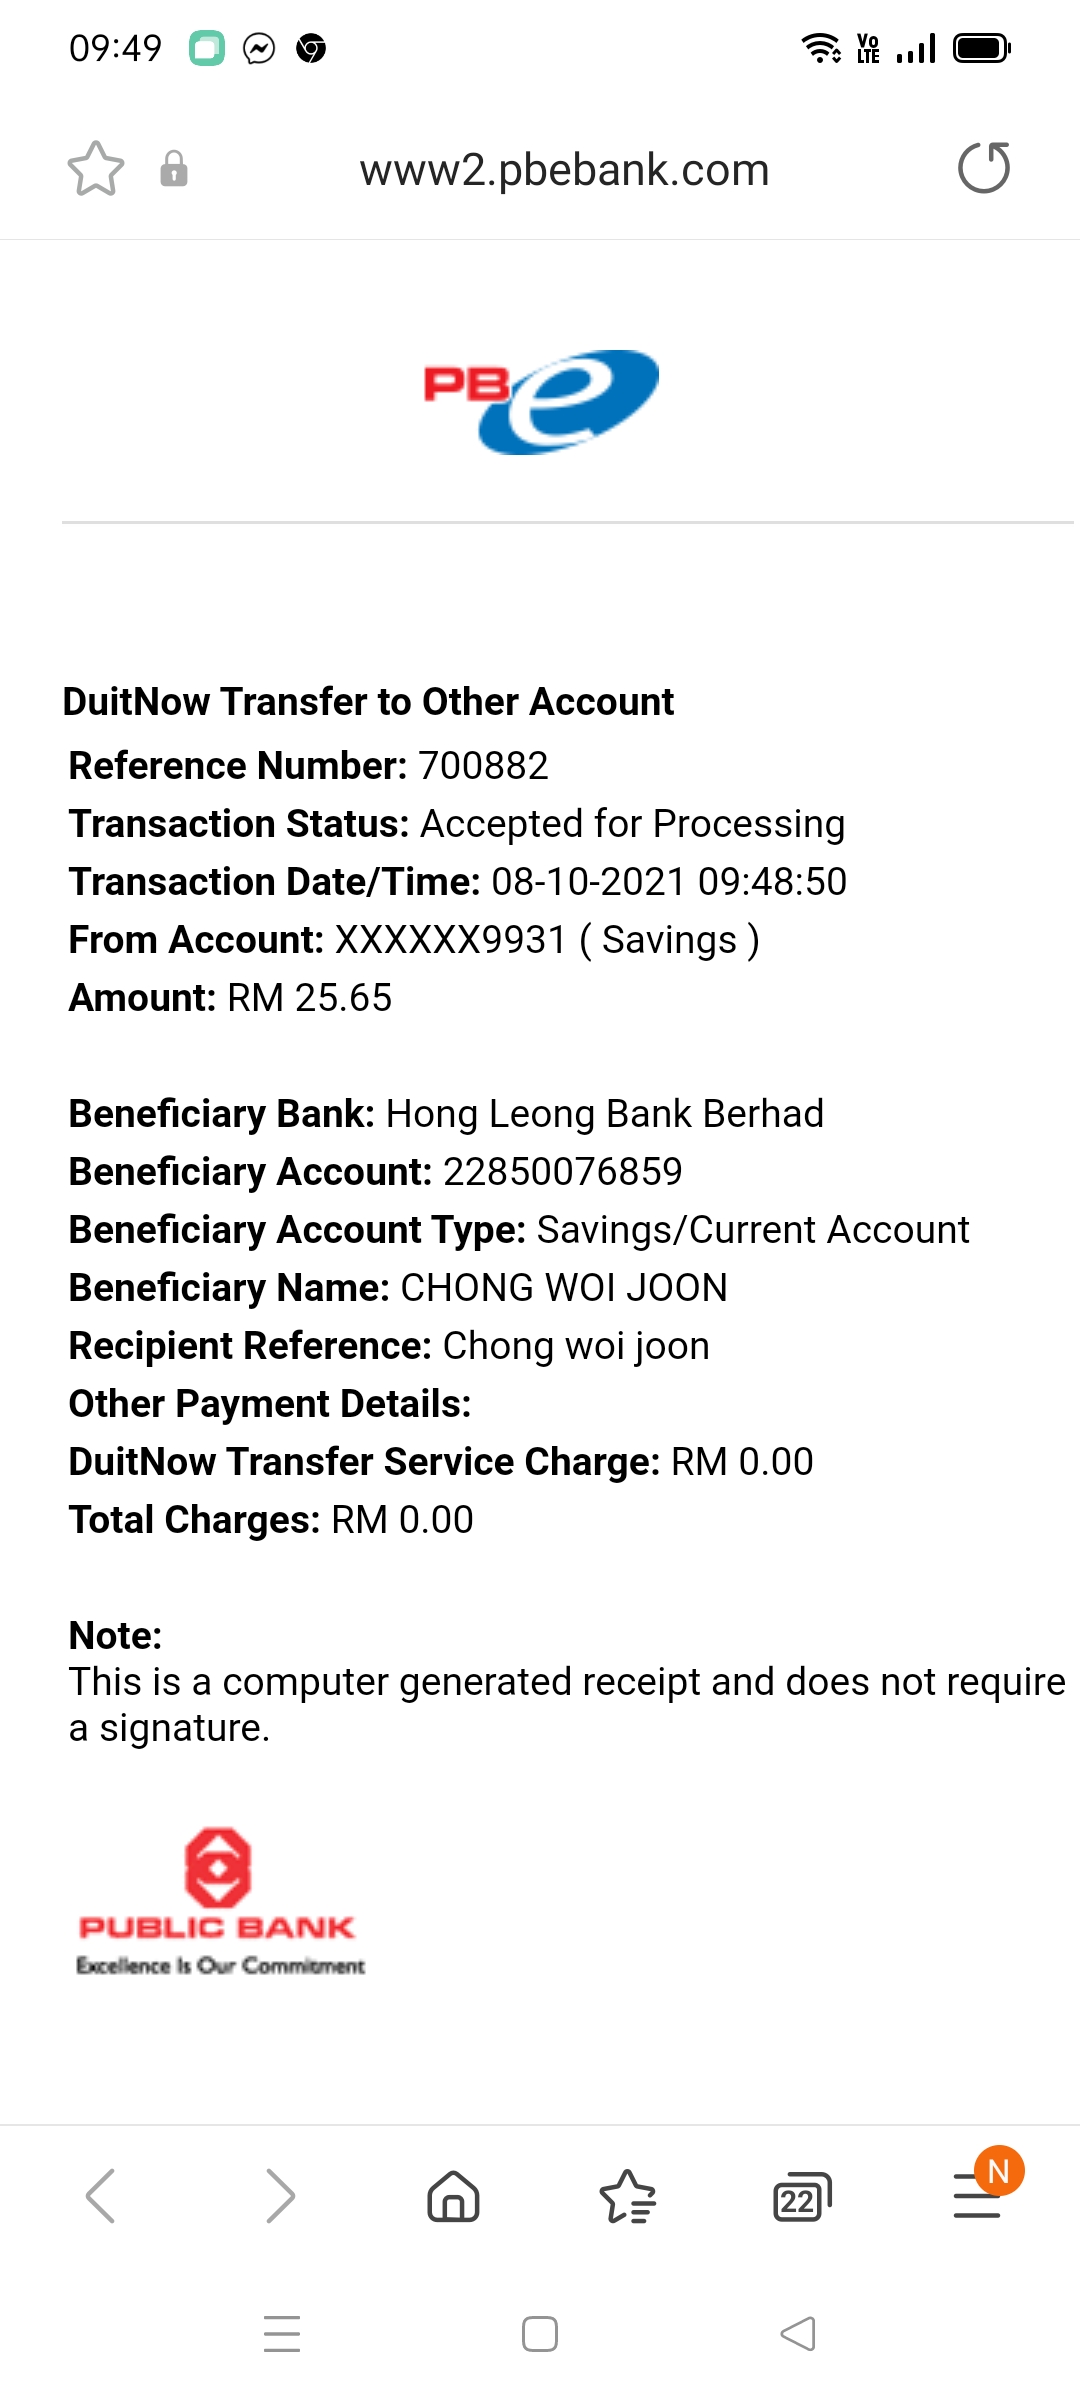 09:49
Vo LTE
www2.pbebank.com
PBe
DuitNow Transfer to Other Account
Reference Number: 700882
Transaction Status: Accepted for Processing
Transaction Date/Time: 08-10-2021 09:48:50
From Account: XXXXXX9931 ( Savings )
Amount: RM 25.65
Beneficiary Bank: Hong Leong Bank Berhad
Beneficiary Account: 22850076859
Beneficiary Account Type: Savings/Current Account
Beneficiary Name: CHONG WOI JOON
Recipient Reference: Chong woi joon
Other Payment Details:
DuitNow Transfer Service Charge: RM 0.00
Total Charges: RM 0.00
Note:
This is a computer generated receipt and does not require
a signature.
PUBLIC BANK
Excellence Is Our Commitment
22
N